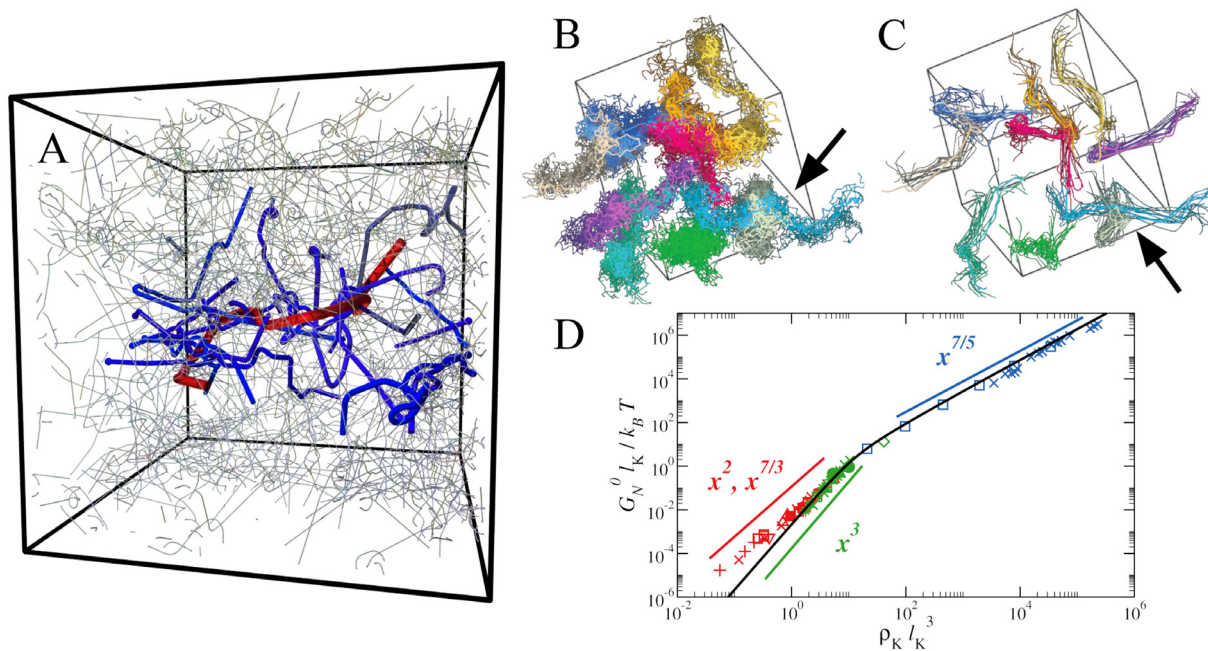 A
B
C
D
x^{7/5}
x^2, x^{7/3}
x^3
G_N^0 l_K / k_B T
10^6
10^4
10^2
10^0
10^{-2}
10^{-4}
10^{-6}
10^{-2} 10^0 10^2 10^4 10^6
ρ_K l_K^3